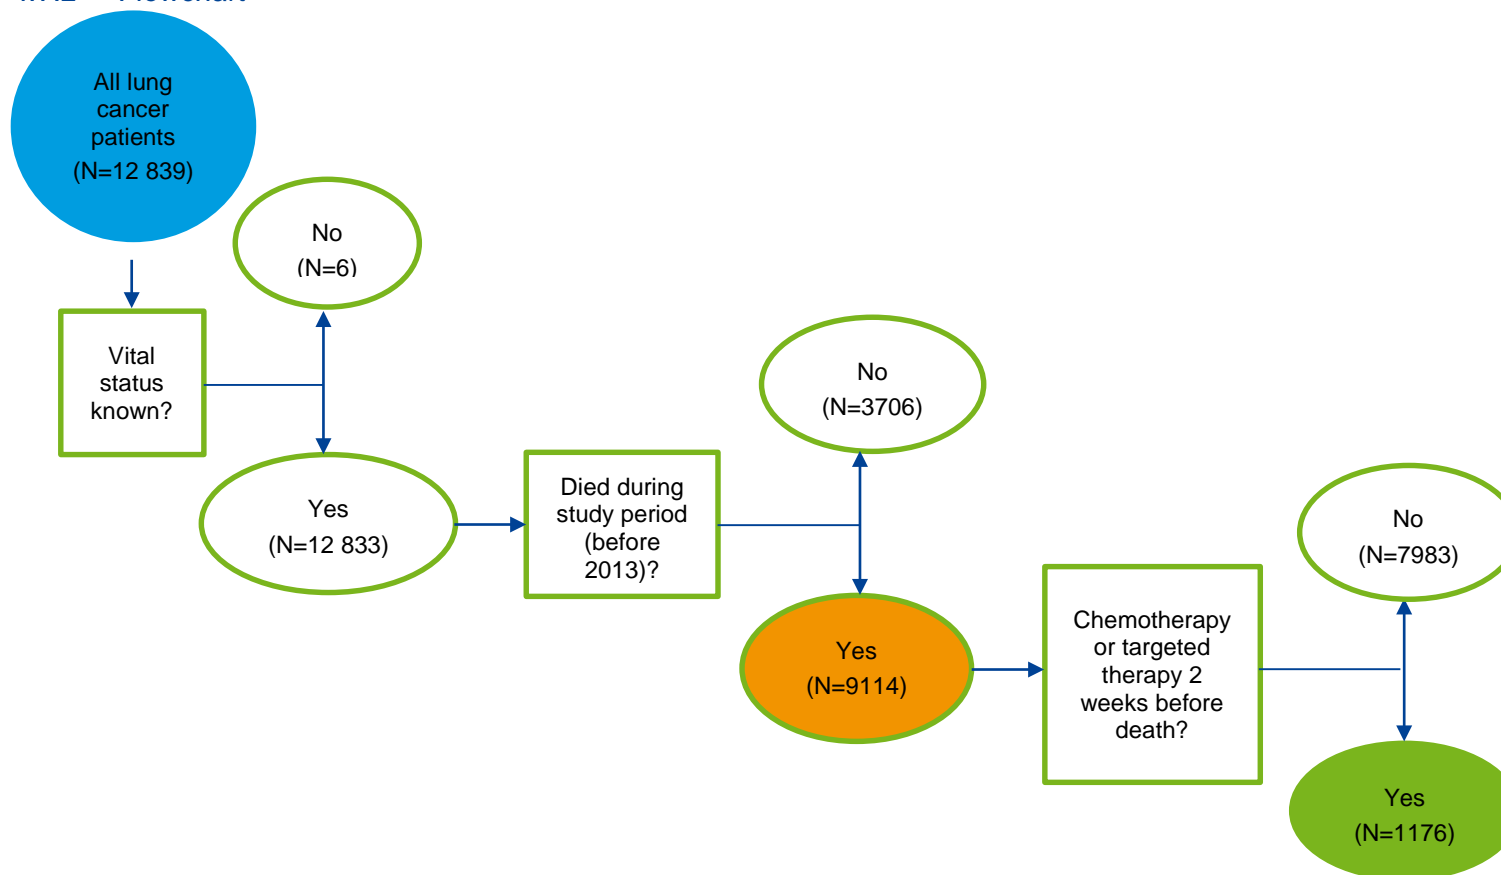 Flowchart
All lung
cancer
patients
(N=12 839)
No
(N=6)
Vital
status
known?
Yes
(N=12 833)
Died during
study period
(before
2013)?
No
(N=3706)
Yes
(N=9114)
Chemotherapy
or targeted
therapy 2
weeks before
death?
No
(N=7983)
Yes
(N=1176)